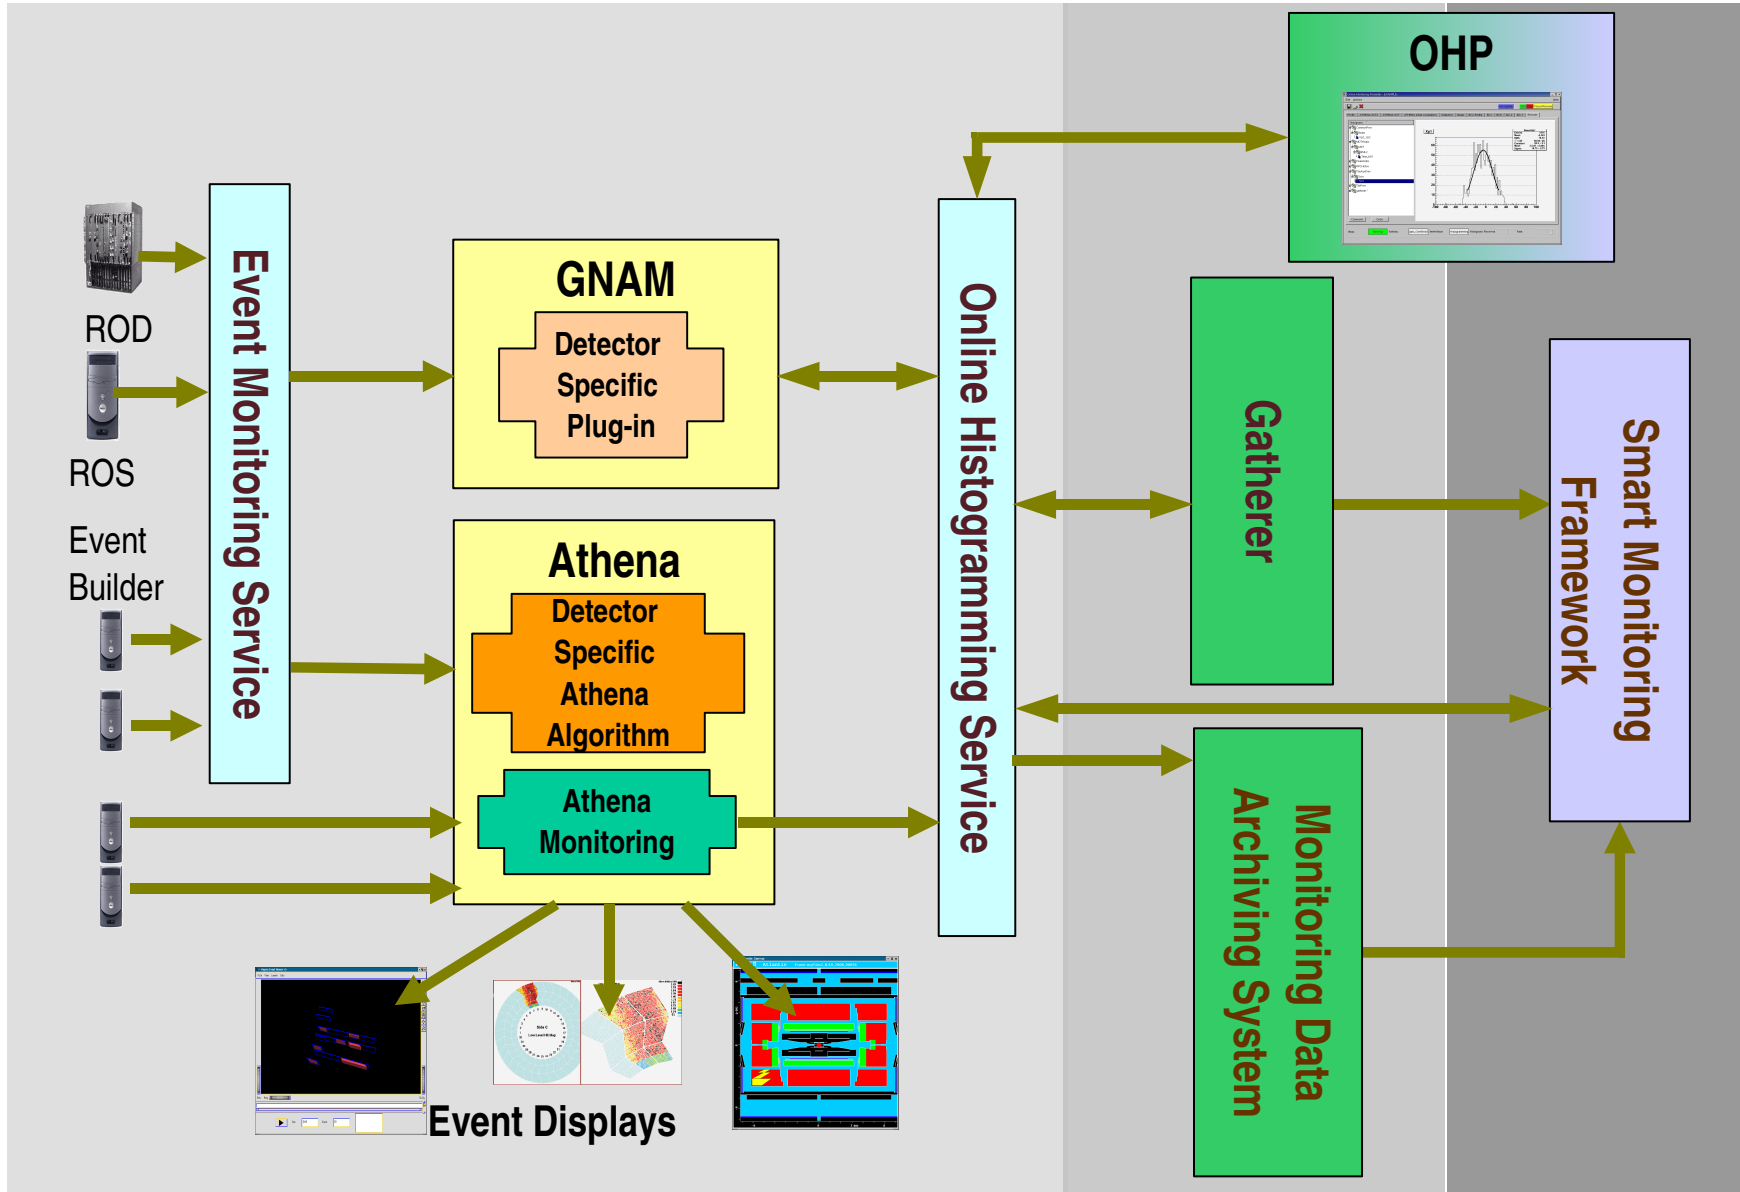 OHP
ROD
ROS
Event
Builder
Event Monitoring Service
GNAM
Detector
Specific
Plug-in
Athena
Detector
Specific
Athena
Algorithm
Athena
Monitoring
Online Histogramming Service
Gatherer
Smart Monitoring
Framework
Monitoring Data
Archiving System
Side C
Event Displays